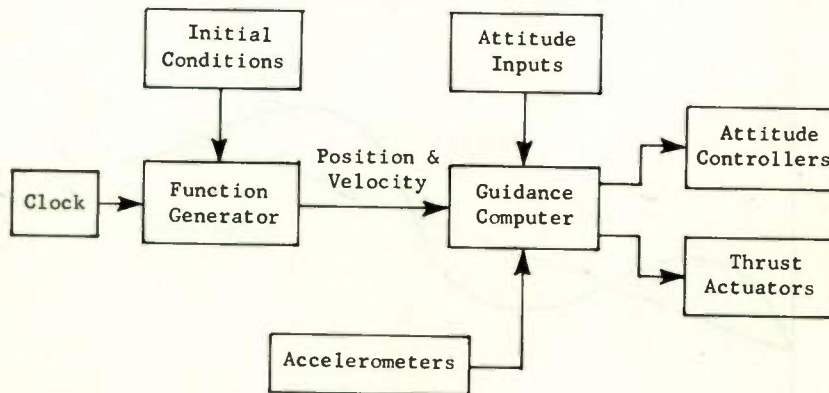 Initial
Conditions
Attitude
Inputs
Attitude
Controllers
Position &
Velocity
Clock
Function
Generator
Guidance
Computer
Thrust
Actuators
Accelerometers